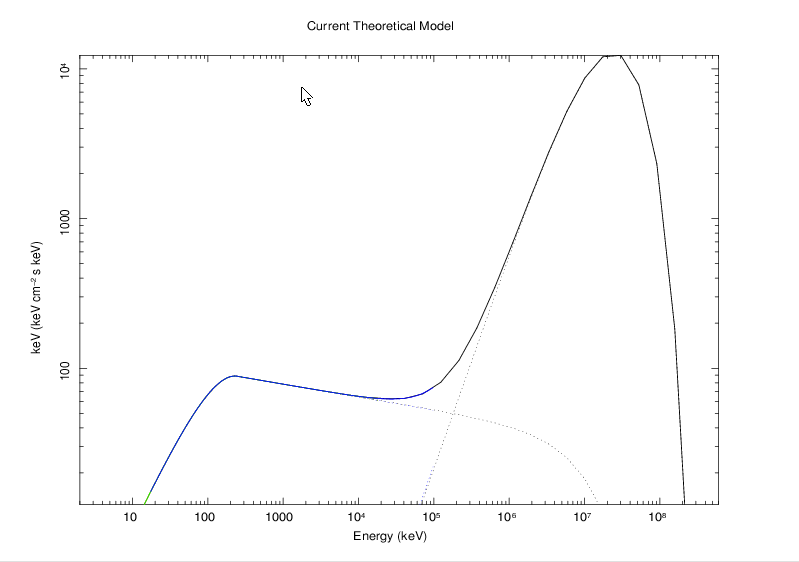 Current Theoretical Model
10⁴
1000
100
keV (keV cm⁻² s keV)
10 100 1000 10⁴ 10⁵ 10⁶ 10⁷ 10⁸
Energy (keV)